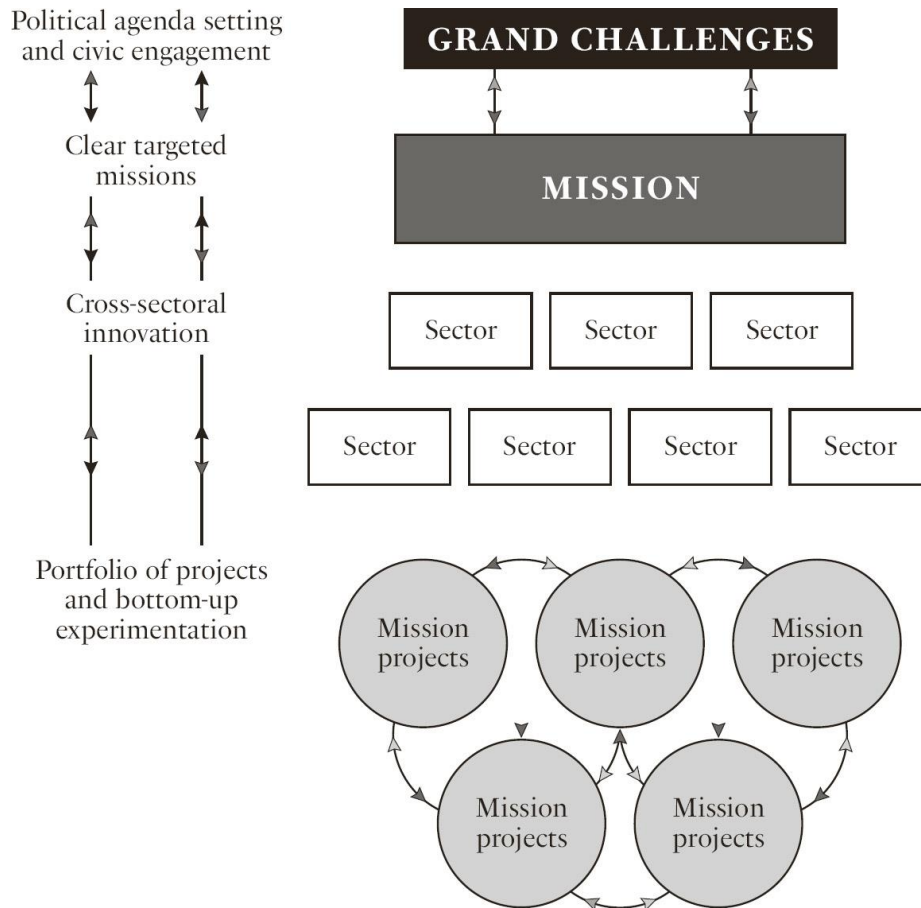 Political agenda setting
and civic engagement
GRAND CHALLENGES
Clear targeted
missions
MISSION
Cross-sectoral
innovation
Sector
Sector
Sector
Sector
Sector
Sector
Sector
Portfolio of projects
and bottom-up
experimentation
Mission
projects
Mission
projects
Mission
projects
Mission
projects
Mission
projects